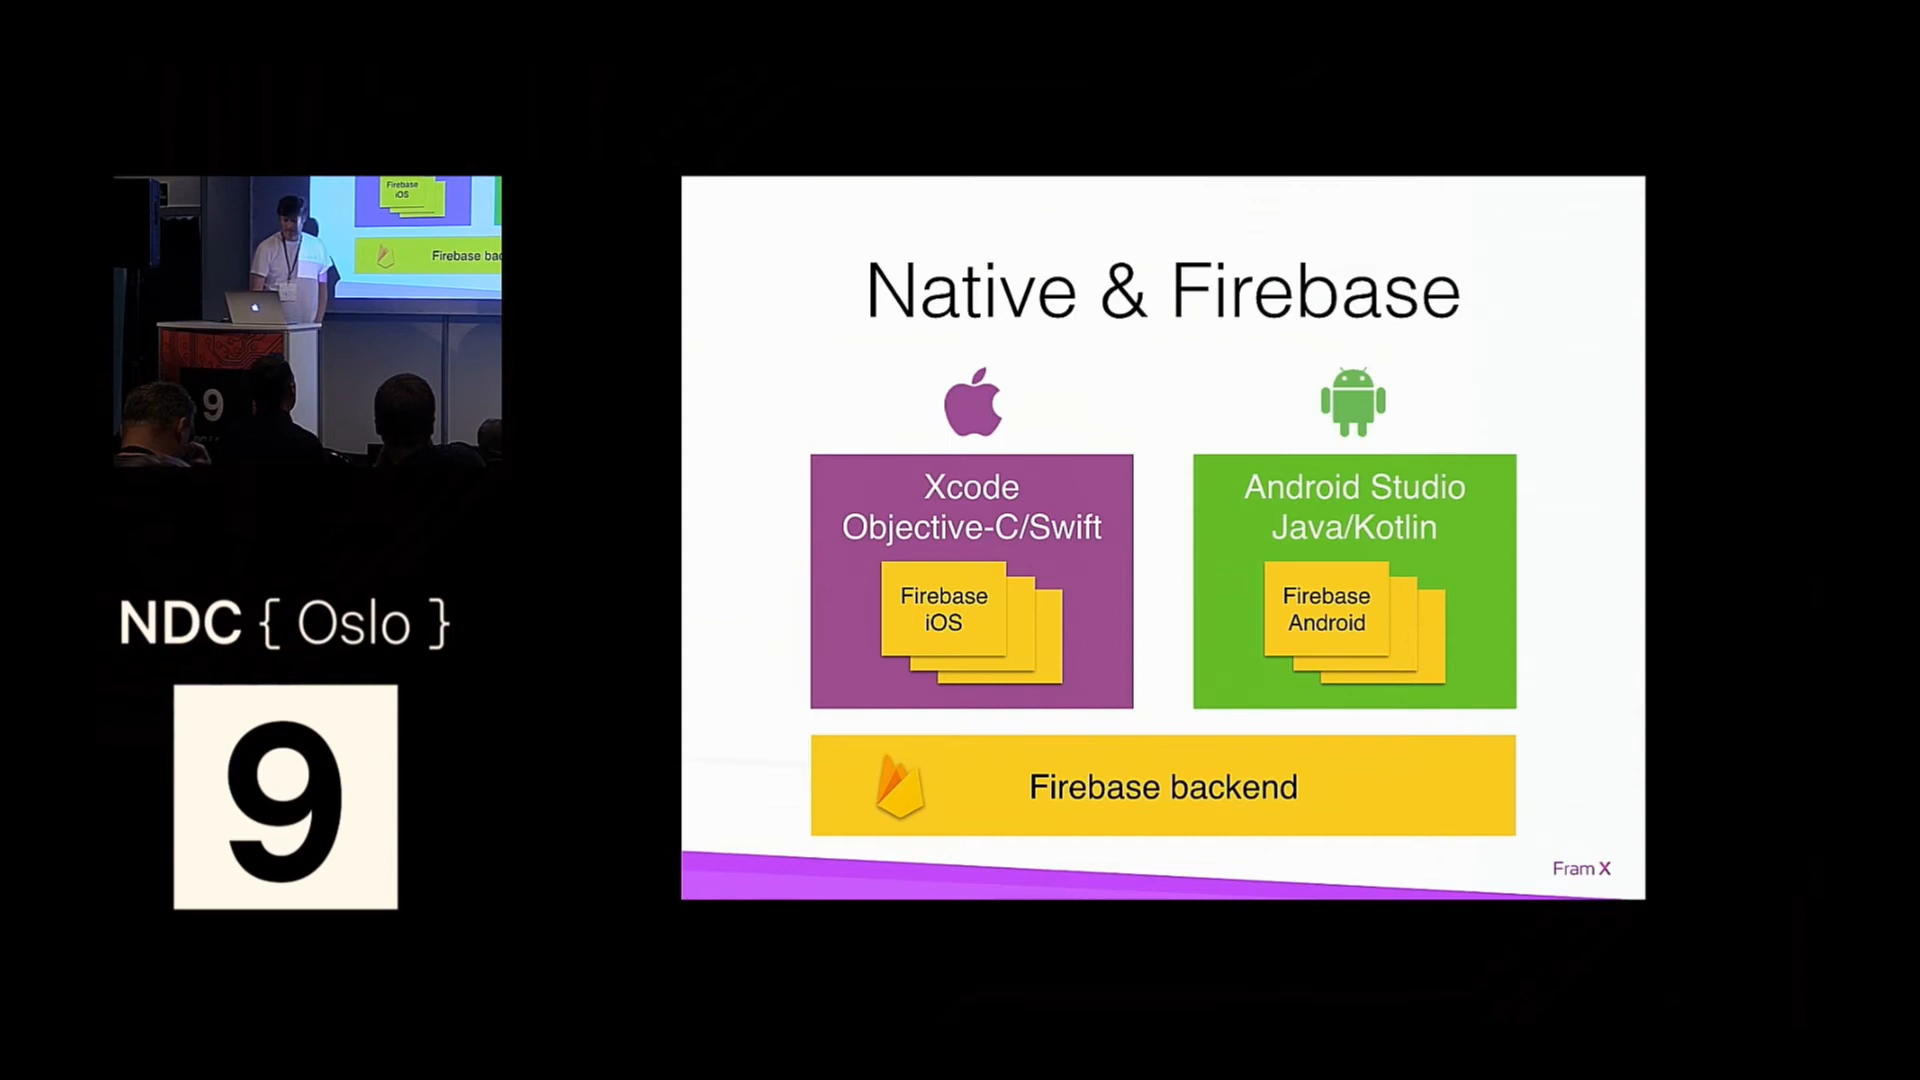 Firebase
iOS
Firebase bac
9
NDC { Oslo }
9
Native & Firebase
Xcode
Objective-C/Swift
Firebase
iOS
Android Studio
Java/Kotlin
Firebase
Android
Firebase backend
Fram X